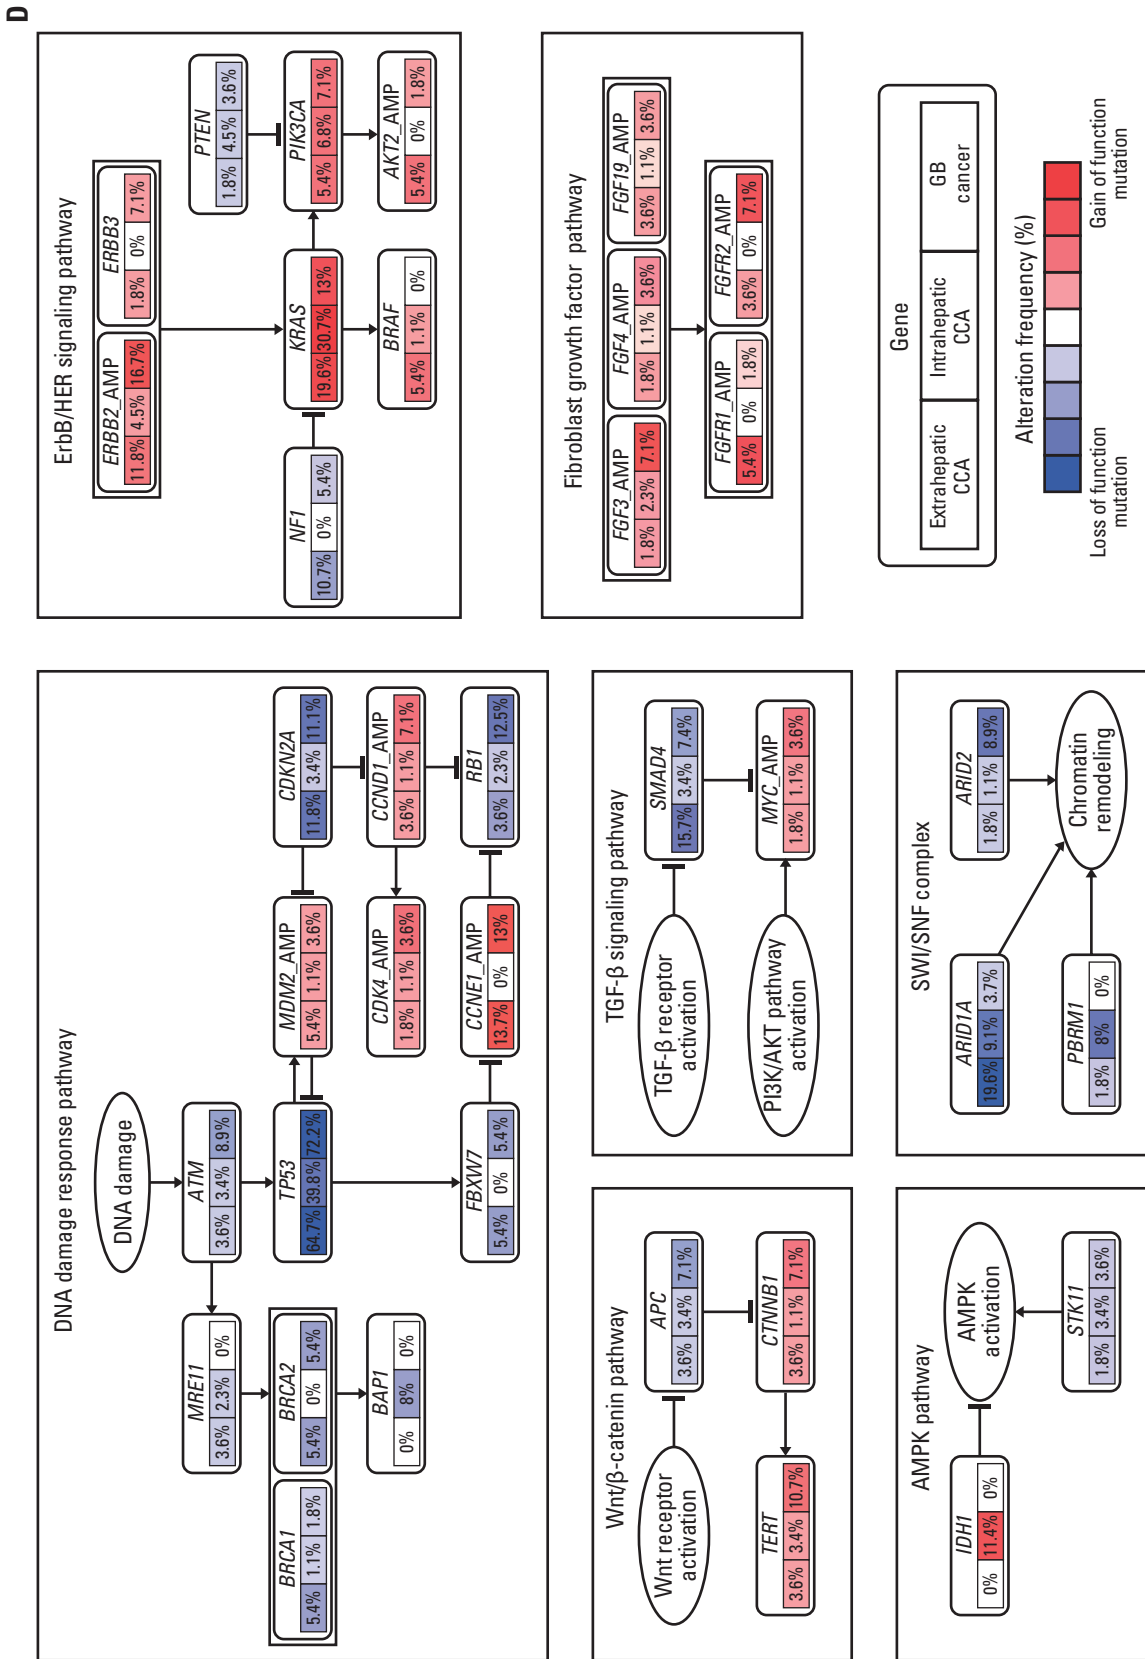 D
DNA damage response pathway
DNA damage
ATM
3.6% 3.4% 8.9%
MRE11
3.6% 2.3% 0%
BRCA1
5.4% 1.1% 1.8%
BRCA2
5.4% 0% 5.4%
BAP1
0% 8% 0%
TP53
64.7% 39.8% 72.2%
MDM2_AMP
5.4% 1.1% 3.6%
CDKN2A
11.8% 3.4% 11.1%
CDK4_AMP
1.8% 1.1% 3.6%
CCND1_AMP
3.6% 1.1% 7.1%
FBXW7
5.4% 0% 5.4%
CCNE1_AMP
13.7% 0% 13%
RB1
3.6% 2.3% 12.5%
ErbB/HER signaling pathway
ERBB2_AMP
11.8% 4.5% 16.7%
ERBB3
1.8% 0% 7.1%
PTEN
1.8% 4.5% 3.6%
NF1
10.7% 0% 5.4%
KRAS
19.6% 30.7% 13%
PIK3CA
5.4% 6.8% 7.1%
BRAF
5.4% 1.1% 0%
AKT2_AMP
5.4% 0% 1.8%
Wnt/β-catenin pathway
Wnt receptor
activation
APC
3.6% 3.4% 7.1%
TERT
3.6% 3.4% 10.7%
CTNNB1
3.6% 1.1% 7.1%
TGF-β signaling pathway
TGF-β receptor
activation
SMAD4
15.7% 3.4% 7.4%
PI3K/AKT pathway
activation
MYC_AMP
1.8% 1.1% 3.6%
Fibroblast growth factor pathway
FGF3_AMP
1.8% 2.3% 7.1%
FGF4_AMP
1.8% 1.1% 3.6%
FGF19_AMP
3.6% 1.1% 3.6%
FGFR1_AMP
5.4% 0% 1.8%
FGFR2_AMP
3.6% 0% 7.1%
AMPK pathway
IDH1
0% 11.4% 0%
AMPK
activation
STK11
1.8% 3.4% 3.6%
SWI/SNF complex
ARID1A
19.6% 9.1% 3.7%
ARID2
1.8% 1.1% 8.9%
PBRM1
1.8% 8% 0%
Chromatin
remodeling
Gene
Extrahepatic
CCA
Intrahepatic
CCA
GB
cancer
Alteration frequency (%)
Loss of function
mutation
Gain of function
mutation